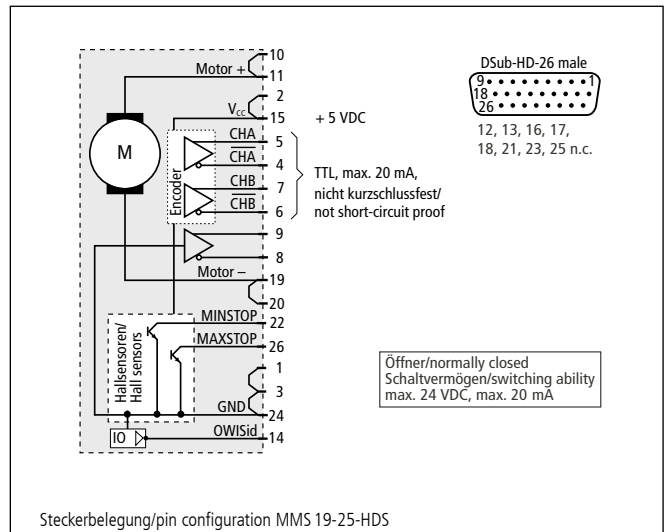 10
Motor +
11
2
V_CC
15
+ 5 VDC
CHA
5
C̅H̅A̅
4
CHB
7
C̅H̅B̅
6
Encoder
TTL, max. 20 mA,
nicht kurzschlussfest/
not short-circuit proof
M
9
8
Motor –
19
20
MINSTOP
22
MAXSTOP
26
Hallsensoren/
Hall sensors
1
3
GND
24
IO
OWISid
14
DSub-HD-26 male
9 1
18
26
12, 13, 16, 17,
18, 21, 23, 25 n.c.
Öffner/normally closed
Schaltvermögen/switching ability
max. 24 VDC, max. 20 mA
Steckerbelegung/pin configuration MMS 19-25-HDS